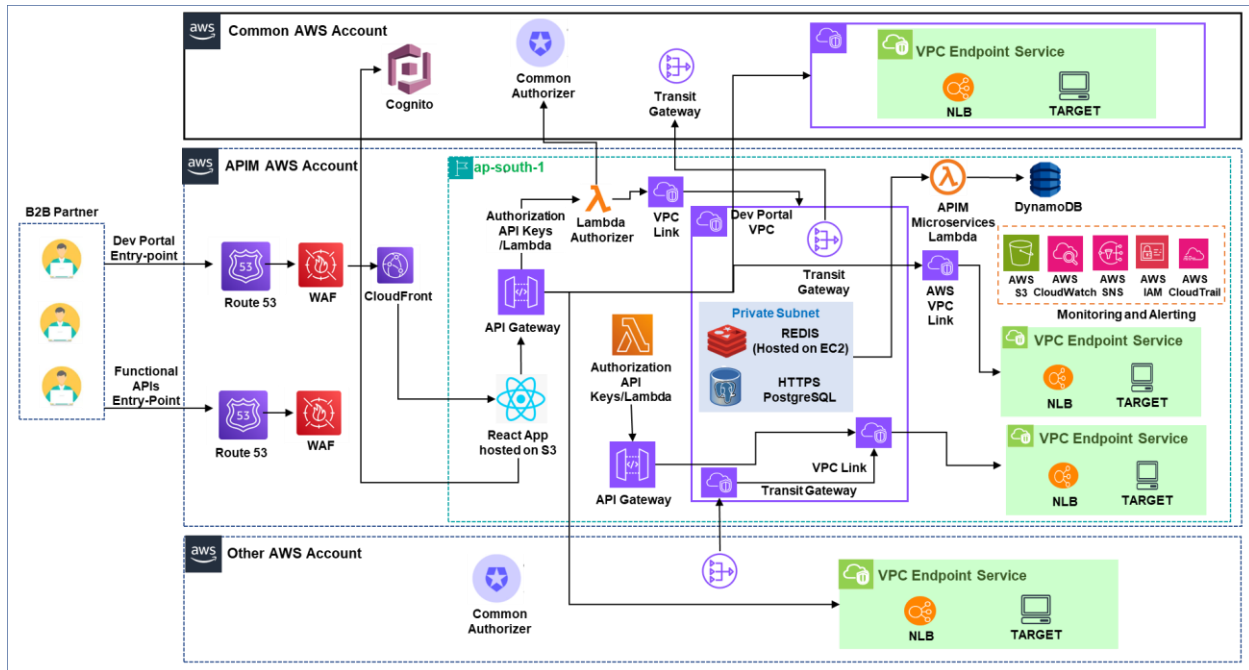 aws
Common AWS Account
Cognito
Common
Authorizer
Transit
Gateway
VPC Endpoint Service
NLB
TARGET
aws
APIM AWS Account
ap-south-1
B2B Partner
Dev Portal
Entry-point
Functional
APIs
Entry-Point
53
Route 53
WAF
CloudFront
53
Route 53
WAF
Authorization
API Keys
/Lambda
Lambda
Authorizer
VPC
Link
API Gateway
React App
hosted on S3
Authorization
API
Keys/Lambda
API Gateway
Dev Portal
VPC
Transit
Gateway
Private Subnet
REDIS
(Hosted on EC2)
HTTPS
PostgreSQL
VPC Link
Transit Gateway
APIM
Microservices
Lambda
DynamoDB
AWS
VPC
Link
AWS
S3
AWS
CloudWatch
AWS
SNS
AWS
IAM
AWS
CloudTrail
Monitoring and Alerting
VPC Endpoint Service
NLB
TARGET
VPC Endpoint Service
NLB
TARGET
aws
Other AWS Account
Common
Authorizer
VPC Endpoint Service
NLB
TARGET